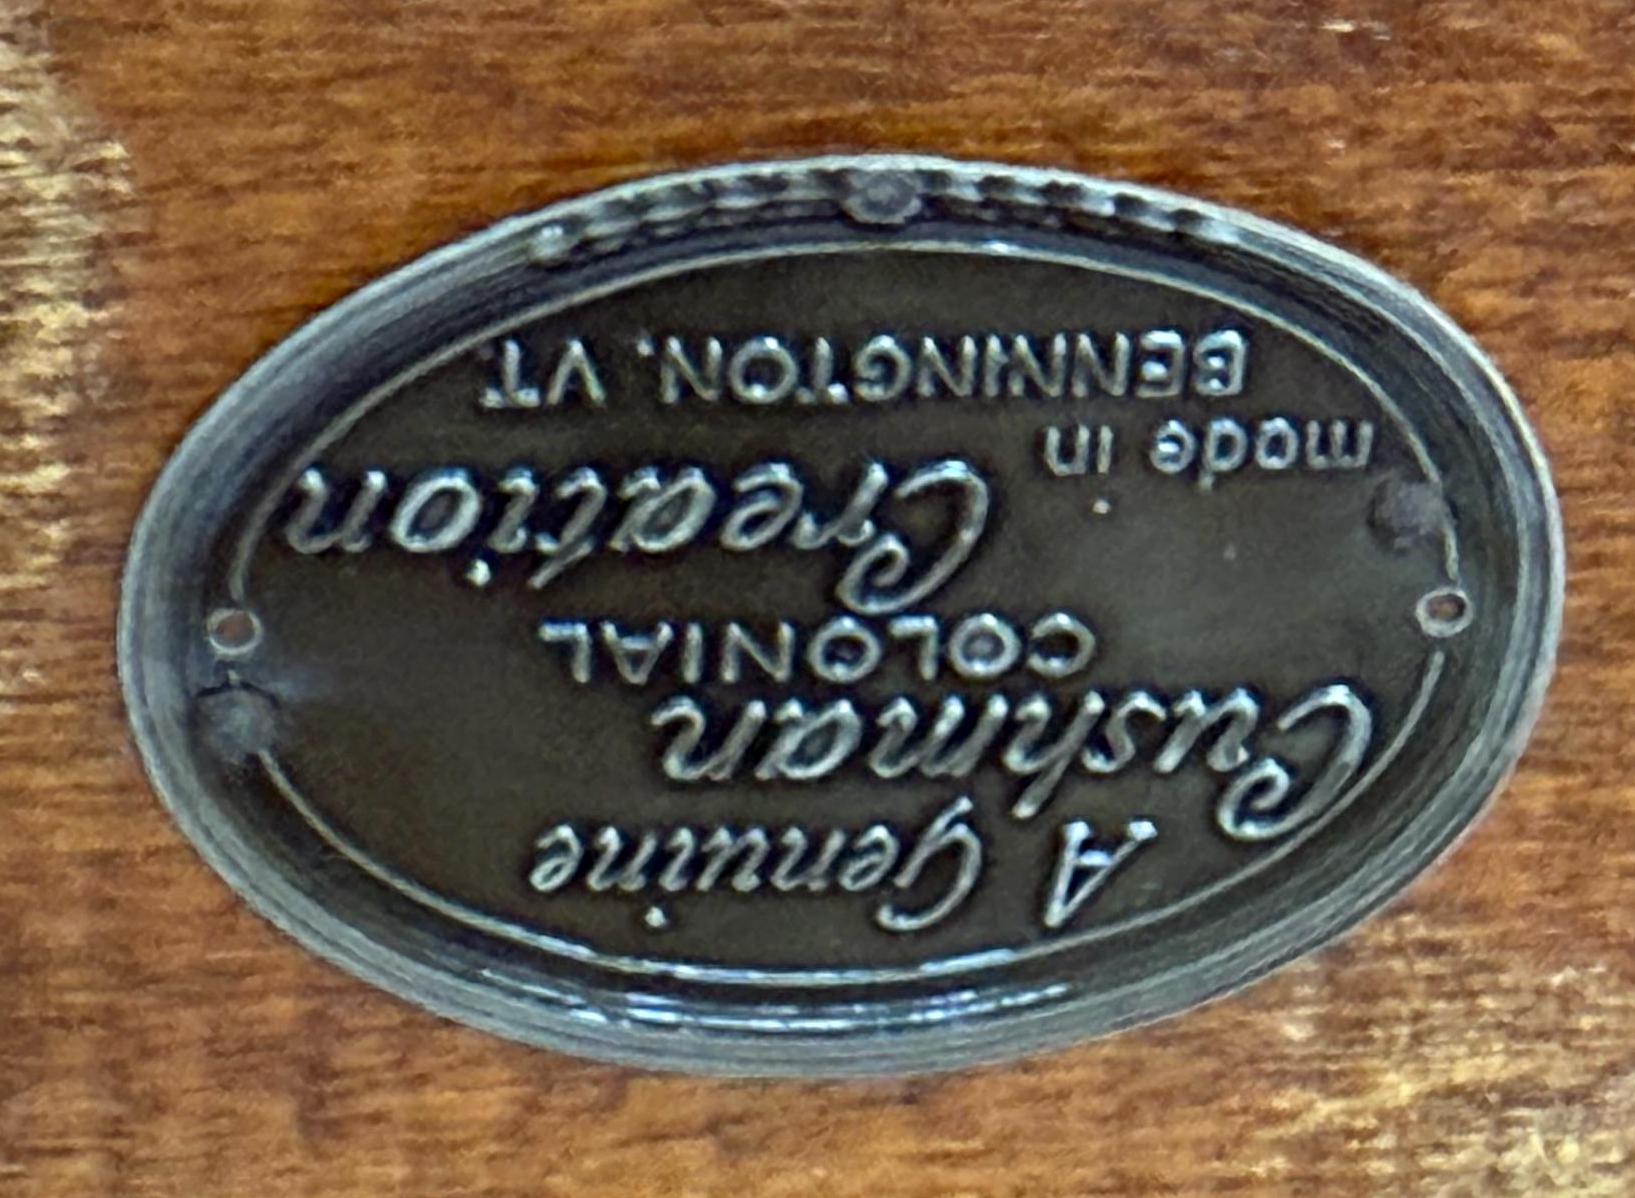 A Genuine
Cushman
COLONIAL
Creation
made in
BENNINGTON, VT.